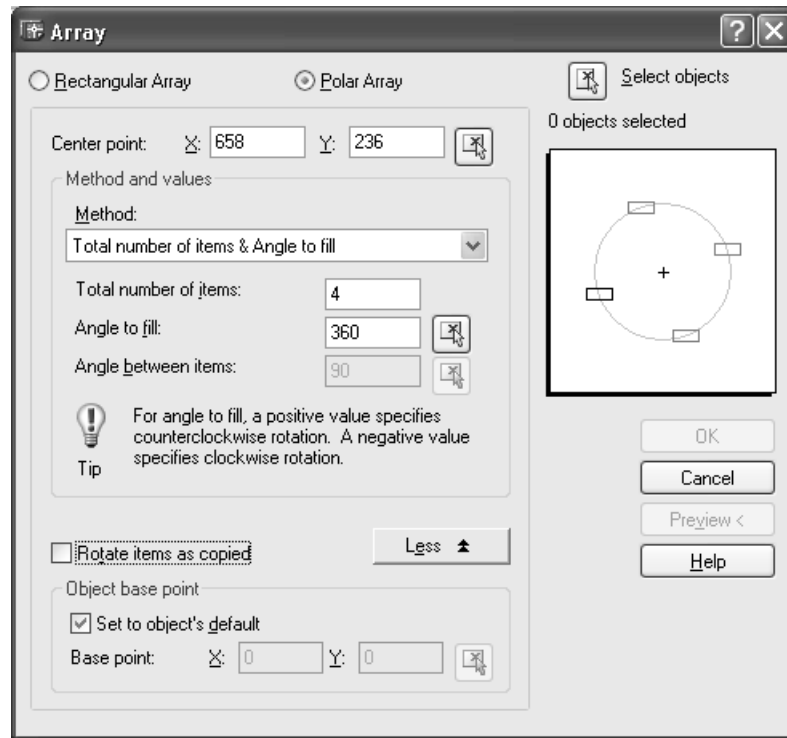 Array
Rectangular Array
Polar Array
Select objects
0 objects selected
Center point: X: 658 Y: 236
Method and values
Method:
Total number of items & Angle to fill
Total number of items: 4
Angle to fill: 360
Angle between items: 90
Tip
For angle to fill, a positive value specifies
counterclockwise rotation. A negative value
specifies clockwise rotation.
Rotate items as copied
Less
Object base point
Set to object's default
Base point: X: 0 Y: 0
OK
Cancel
Preview <
Help